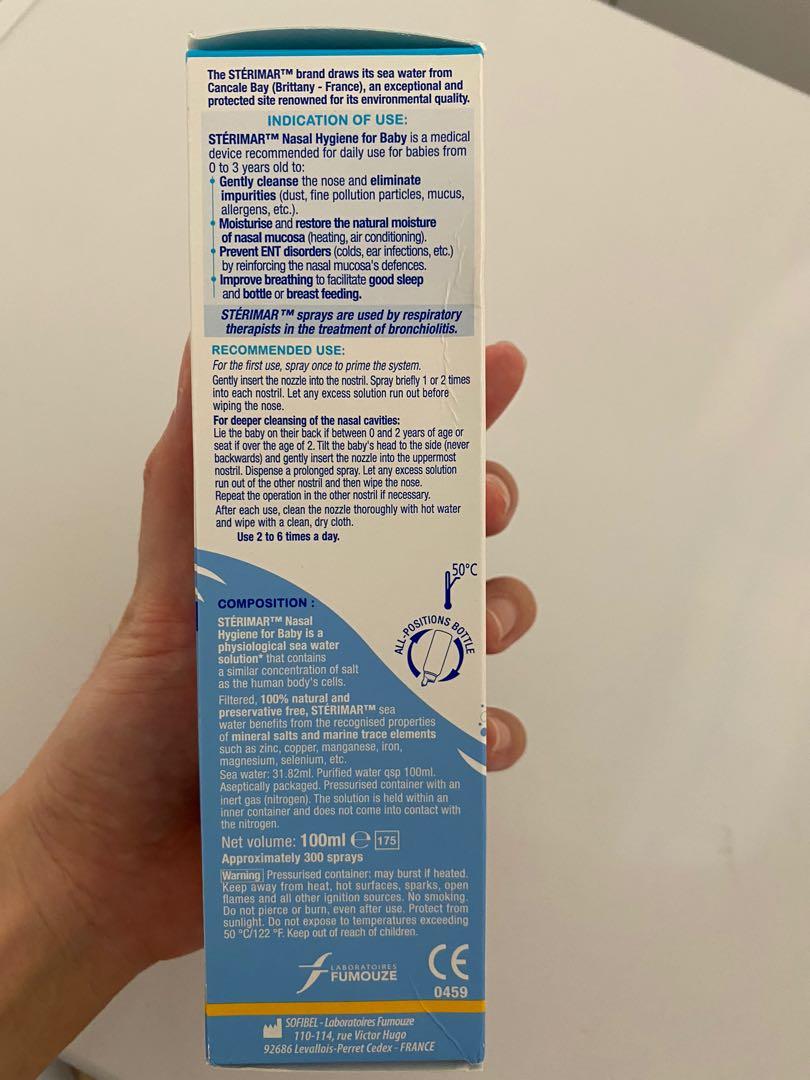 The STÉRIMAR™ brand draws its sea water from
Cancale Bay (Brittany - France), an exceptional and
protected site renowned for its environmental quality.
INDICATION OF USE:
STÉRIMAR™ Nasal Hygiene for Baby is a medical
device recommended for daily use for babies from
0 to 3 years old to:
• Gently cleanse the nose and eliminate
impurities (dust, fine pollution particles, mucus,
allergens, etc.).
• Moisturise and restore the natural moisture
of nasal mucosa (heating, air conditioning).
• Prevent ENT disorders (colds, ear infections, etc.)
by reinforcing the nasal mucosa's defences.
• Improve breathing to facilitate good sleep
and bottle or breast feeding.
STÉRIMAR™ sprays are used by respiratory
therapists in the treatment of bronchiolitis.
RECOMMENDED USE:
For the first use, spray once to prime the system.
Gently insert the nozzle into the nostril. Spray briefly 1 or 2 times
into each nostril. Let any excess solution run out before
wiping the nose.
For deeper cleansing of the nasal cavities:
Lie the baby on their back if between 0 and 2 years of age or
seat if over the age of 2. Tilt the baby's head to the side (never
backwards) and gently insert the nozzle into the uppermost
nostril. Dispense a prolonged spray. Let any excess solution
run out of the other nostril and then wipe the nose.
Repeat the operation in the other nostril if necessary.
After each use, clean the nozzle thoroughly with hot water
and wipe with a clean, dry cloth.
Use 2 to 6 times a day.
50°C
ALL-POSITIONS BOTTLE
COMPOSITION :
STÉRIMAR™ Nasal
Hygiene for Baby is a
physiological sea water
solution* that contains
a similar concentration of salt
as the human body's cells.
Filtered, 100% natural and
preservative free, STÉRIMAR™ sea
water benefits from the recognised properties
of mineral salts and marine trace elements
such as zinc, copper, manganese, iron,
magnesium, selenium, etc.
Sea water: 31.82ml. Purified water qsp 100ml.
Aseptically packaged. Pressurised container with an
inert gas (nitrogen). The solution is held within an
inner container and does not come into contact with
the nitrogen.
Net volume: 100ml ℮ 175
Approximately 300 sprays
Warning Pressurised container: may burst if heated.
Keep away from heat, hot surfaces, sparks, open
flames and all other ignition sources. No smoking.
Do not pierce or burn, even after use. Protect from
sunlight. Do not expose to temperatures exceeding
50 °C/122 °F. Keep out of reach of children.
LABORATOIRES
FUMOUZE
CE
0459
SOFIBEL - Laboratoires Fumouze
110-114, rue Victor Hugo
92686 Levallois-Perret Cedex - FRANCE